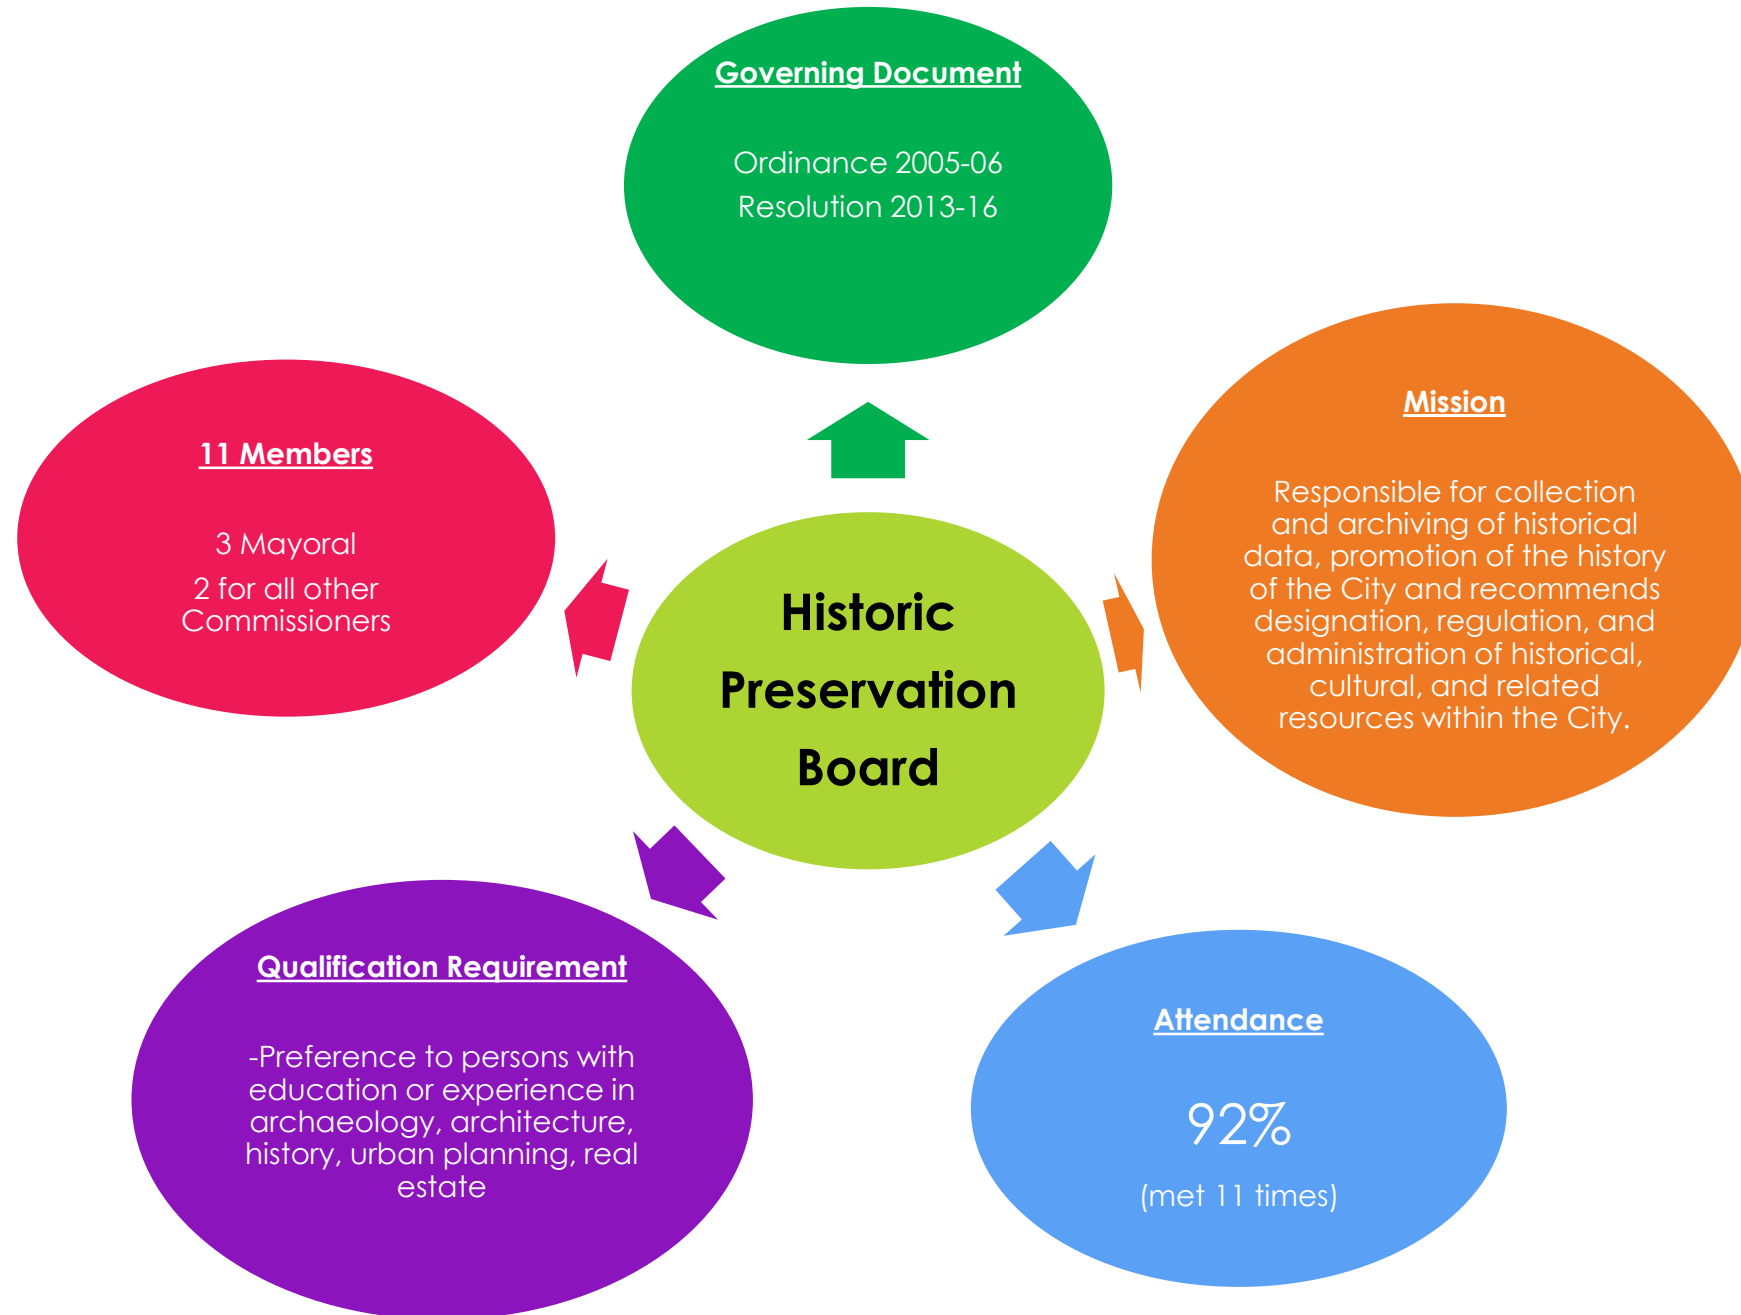 Governing Document
Ordinance 2005-06
Resolution 2013-16
11 Members
3 Mayoral
2 for all other
Commissioners
Mission
Responsible for collection
and archiving of historical
data, promotion of the history
of the City and recommends
designation, regulation, and
administration of historical,
cultural, and related
resources within the City.
Historic
Preservation
Board
Qualification Requirement
-Preference to persons with
education or experience in
archaeology, architecture,
history, urban planning, real
estate
Attendance
92%
(met 11 times)